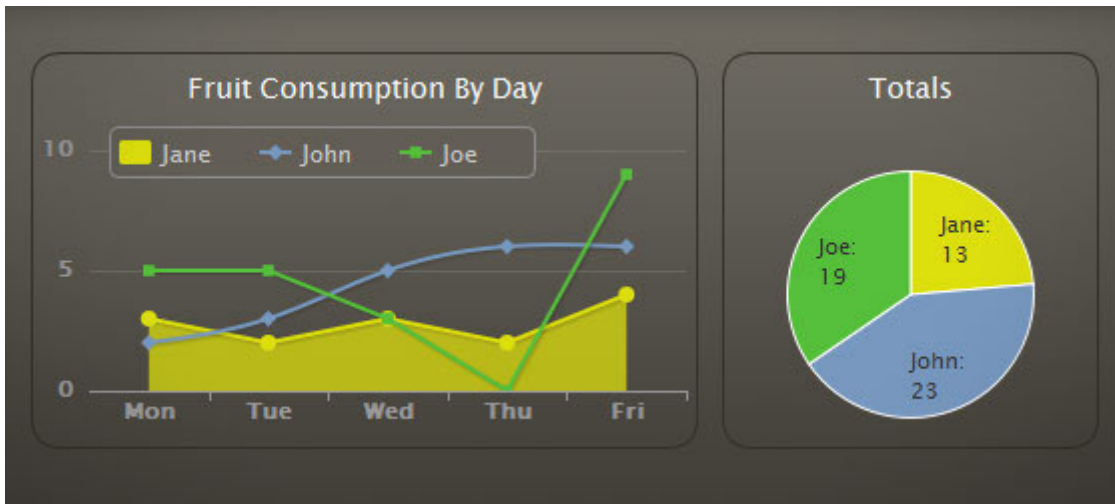 Fruit Consumption By Day
Jane John Joe
10
5
0
Mon Tue Wed Thu Fri
Totals
Jane:
13
Joe:
19
John:
23